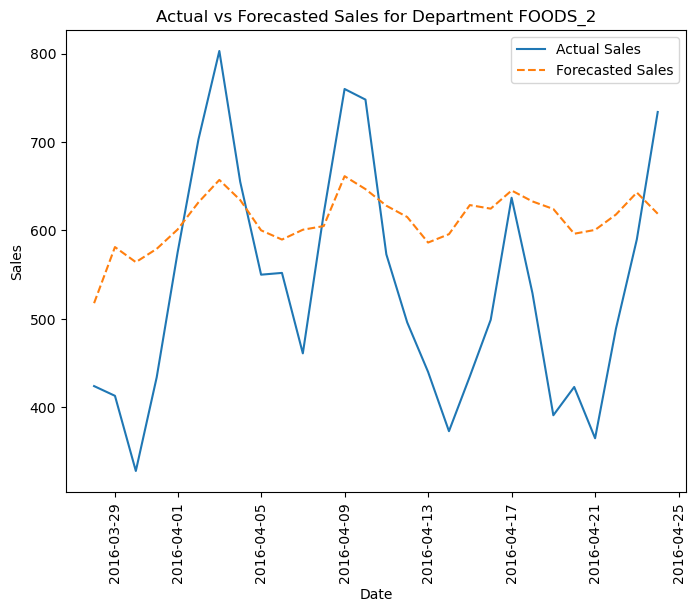 Actual vs Forecasted Sales for Department FOODS_2
Actual Sales
Forecasted Sales
Sales
800
700
600
500
400
2016-03-29
2016-04-01
2016-04-05
2016-04-09
2016-04-13
2016-04-17
2016-04-21
2016-04-25
Date